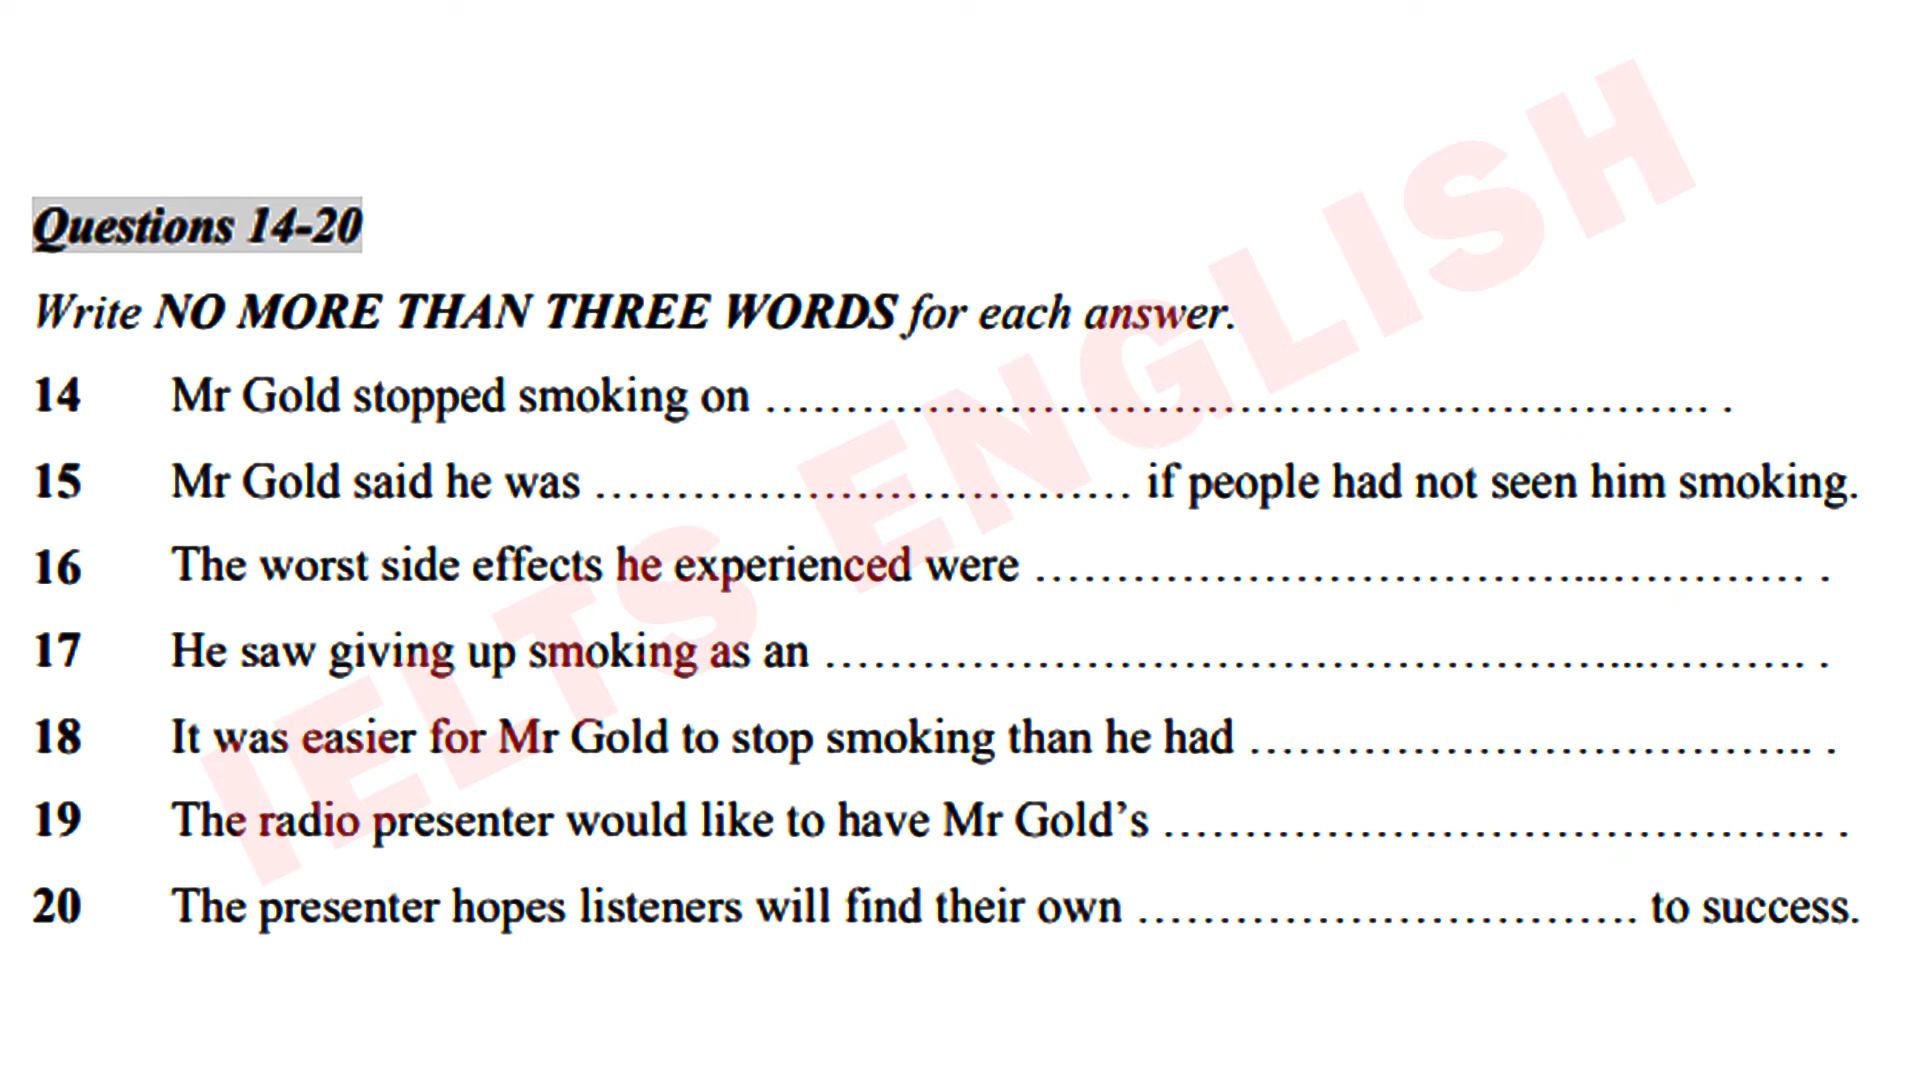 Questions 14-20
Write NO MORE THAN THREE WORDS for each answer.
14 Mr Gold stopped smoking on ........................................................ .
15 Mr Gold said he was ................................ if people had not seen him smoking.
16 The worst side effects he experienced were ............................................... .
17 He saw giving up smoking as an ............................................................ .
18 It was easier for Mr Gold to stop smoking than he had .................................. .
19 The radio presenter would like to have Mr Gold’s ........................................ .
20 The presenter hopes listeners will find their own .............................. to success.
IELTS ENGLISH